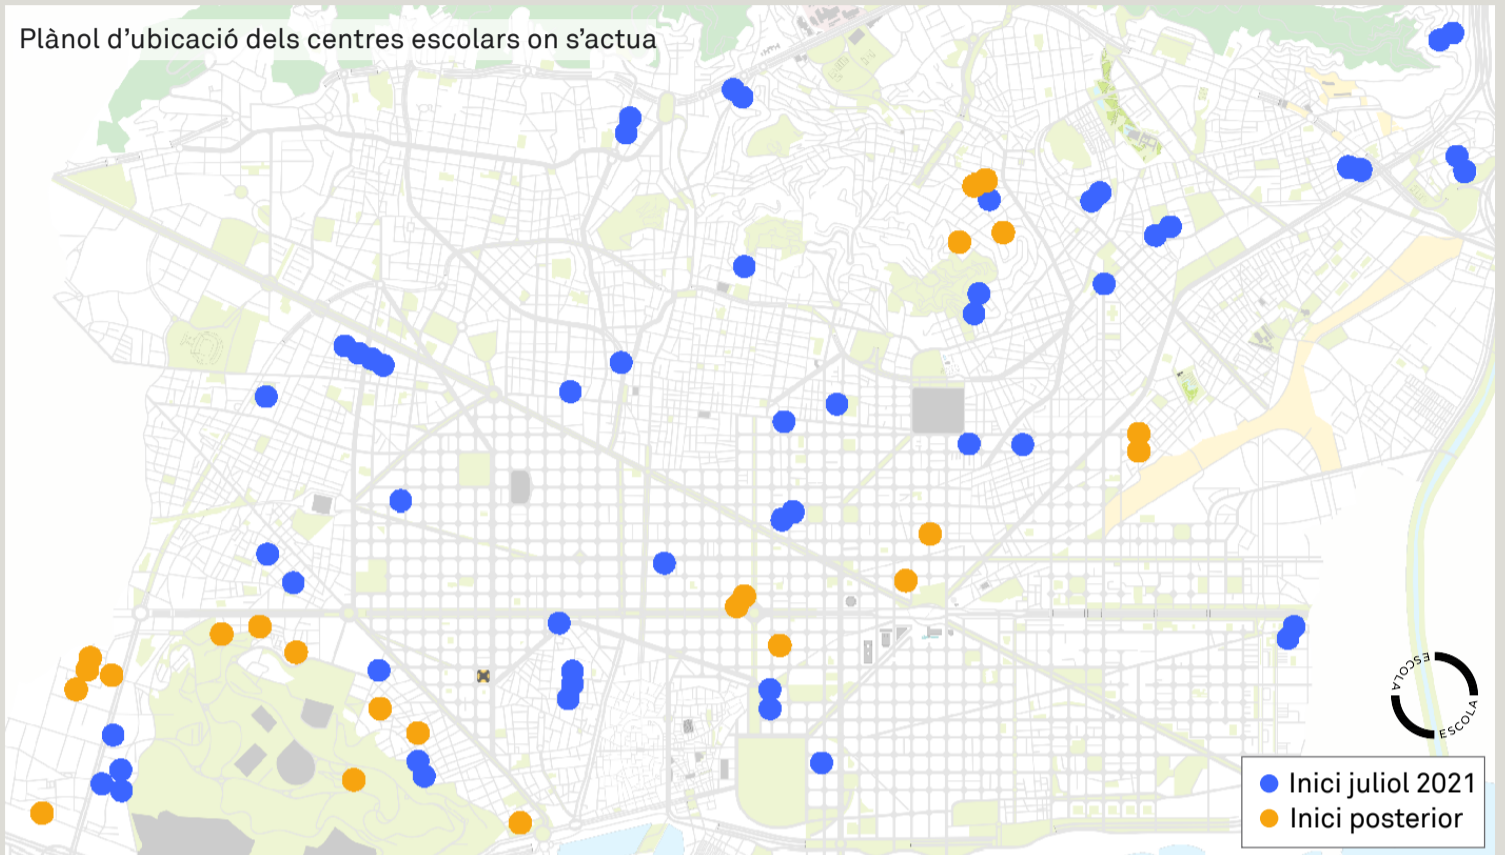 Plànol d'ubicació dels centres escolars on s'actua
ESCOLA
ESCOLA
Inici juliol 2021
Inici posterior